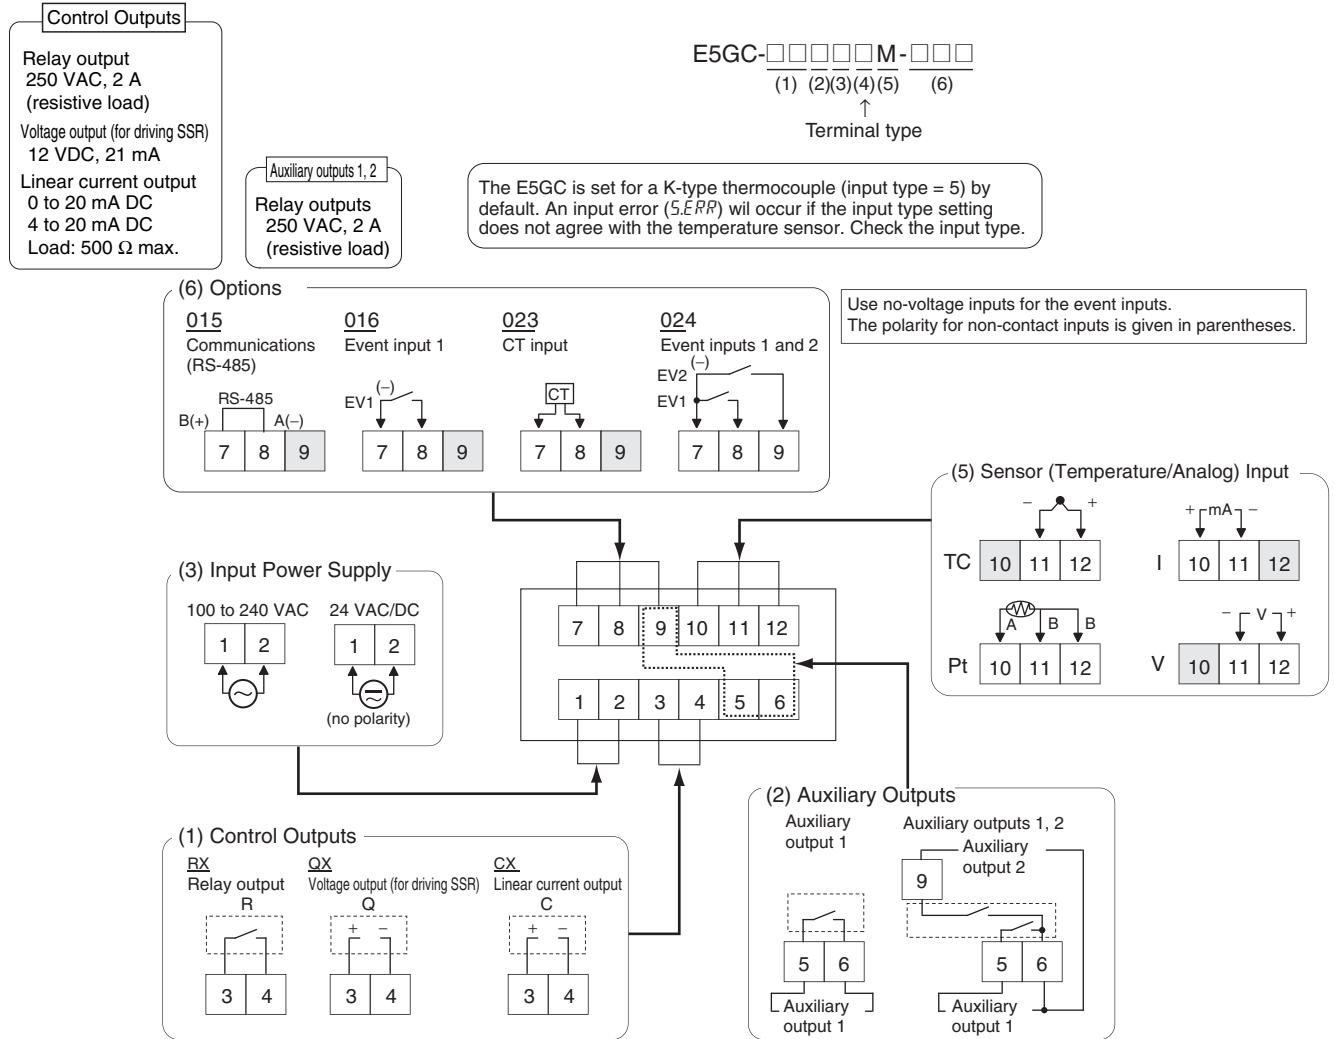 Control Outputs
Relay output
250 VAC, 2 A
(resistive load)
Voltage output (for driving SSR)
12 VDC, 21 mA
Linear current output
0 to 20 mA DC
4 to 20 mA DC
Load: 500 Ω max.
Auxiliary outputs 1, 2
Relay outputs
250 VAC, 2 A
(resistive load)
E5GC-□□□□□M-□□□
(1) (2)(3)(4)(5) (6)
↑
Terminal type
The E5GC is set for a K-type thermocouple (input type = 5) by
default. An input error (S.ERR) wil occur if the input type setting
does not agree with the temperature sensor. Check the input type.
(6) Options
015
Communications
(RS-485)
RS-485
B(+) A(−)
7 8 9
016
Event input 1
(−)
EV1
7 8 9
023
CT input
CT
7 8 9
024
Event inputs 1 and 2
(−)
EV2
EV1
7 8 9
Use no-voltage inputs for the event inputs.
The polarity for non-contact inputs is given in parentheses.
(5) Sensor (Temperature/Analog) Input
− +
TC 10 11 12
+ mA −
I 10 11 12
A B B
Pt 10 11 12
− V +
V 10 11 12
(3) Input Power Supply
100 to 240 VAC
1 2
24 VAC/DC
1 2
(no polarity)
7 8 9 10 11 12
1 2 3 4 5 6
(1) Control Outputs
RX
Relay output
R
3 4
QX
Voltage output (for driving SSR)
Q
+ −
3 4
CX
Linear current output
C
+ −
3 4
(2) Auxiliary Outputs
Auxiliary
output 1
5 6
Auxiliary
output 1
Auxiliary outputs 1, 2
Auxiliary
output 2
9
5 6
Auxiliary
output 1